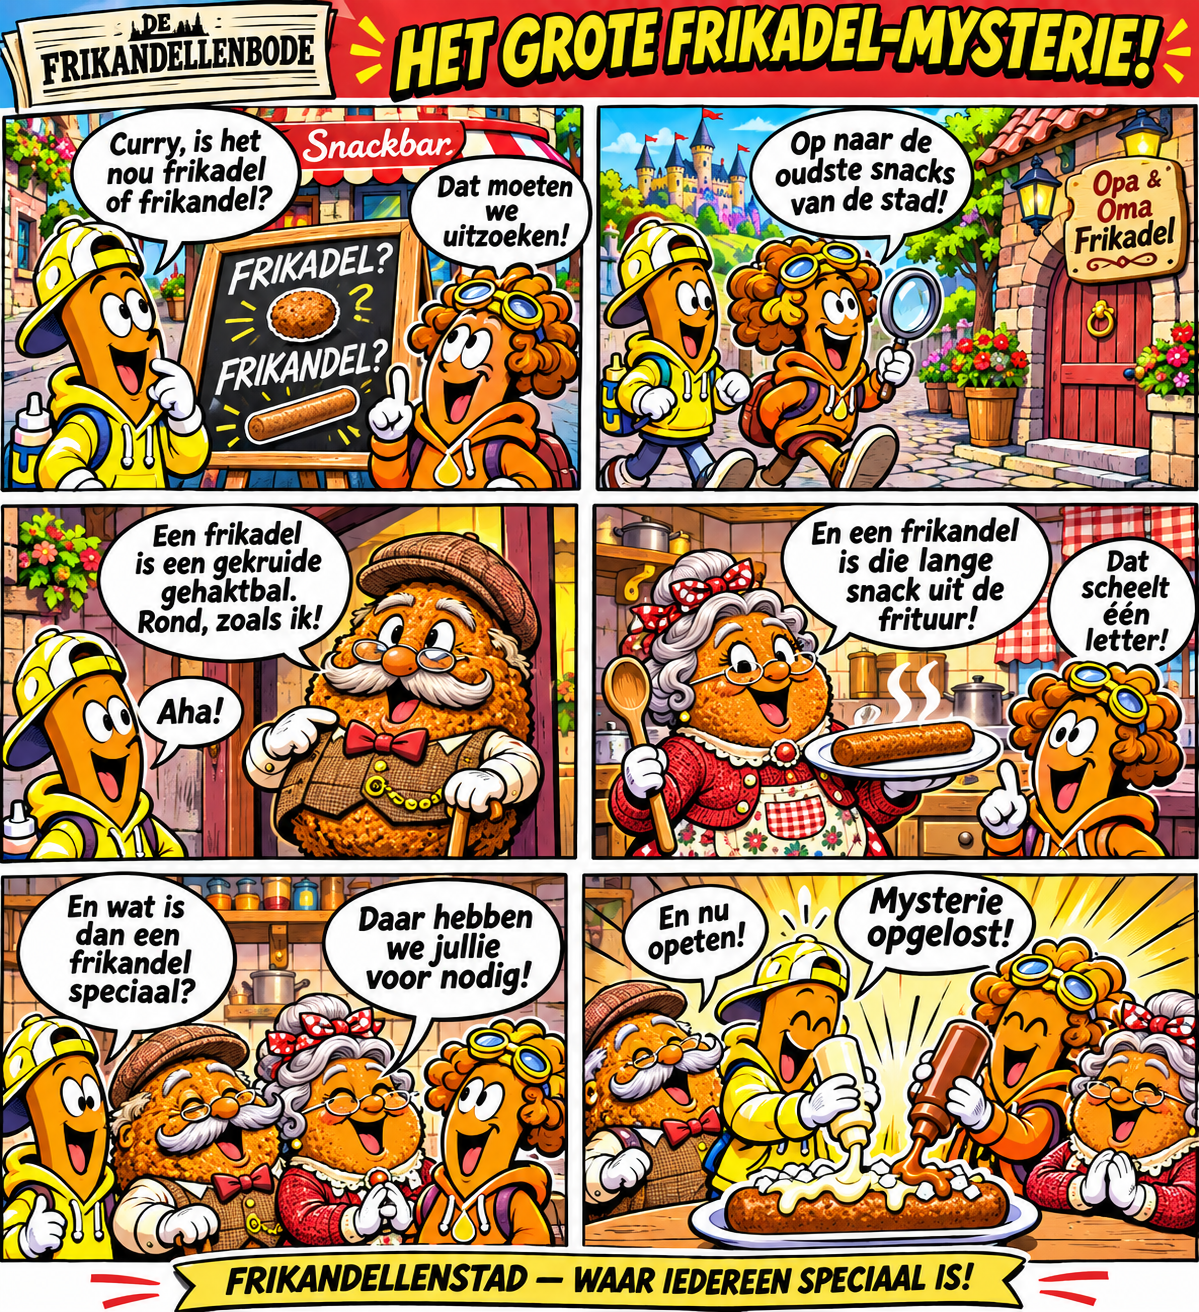 DE
FRIKANDELLENBODE
HET GROTE FRIKADEL-MYSTERIE!
Curry, is het
nou frikadel
of frikandel?
Snackbar.
Dat moeten
we
uitzoeken!
FRIKADEL?
?
FRIKANDEL?
Op naar de
oudste snacks
van de stad!
Opa &
Oma
Frikadel
Een frikadel
is een gekruide
gehaktbal.
Rond, zoals ik!
Aha!
En een frikandel
is die lange
snack uit de
frituur!
Dat
scheelt
één
letter!
En wat is
dan een
frikandel
speciaal?
Daar hebben
we jullie
voor nodig!
En nu
opeten!
Mysterie
opgelost!
FRIKANDELLENSTAD — WAAR IEDEREEN SPECIAAL IS!